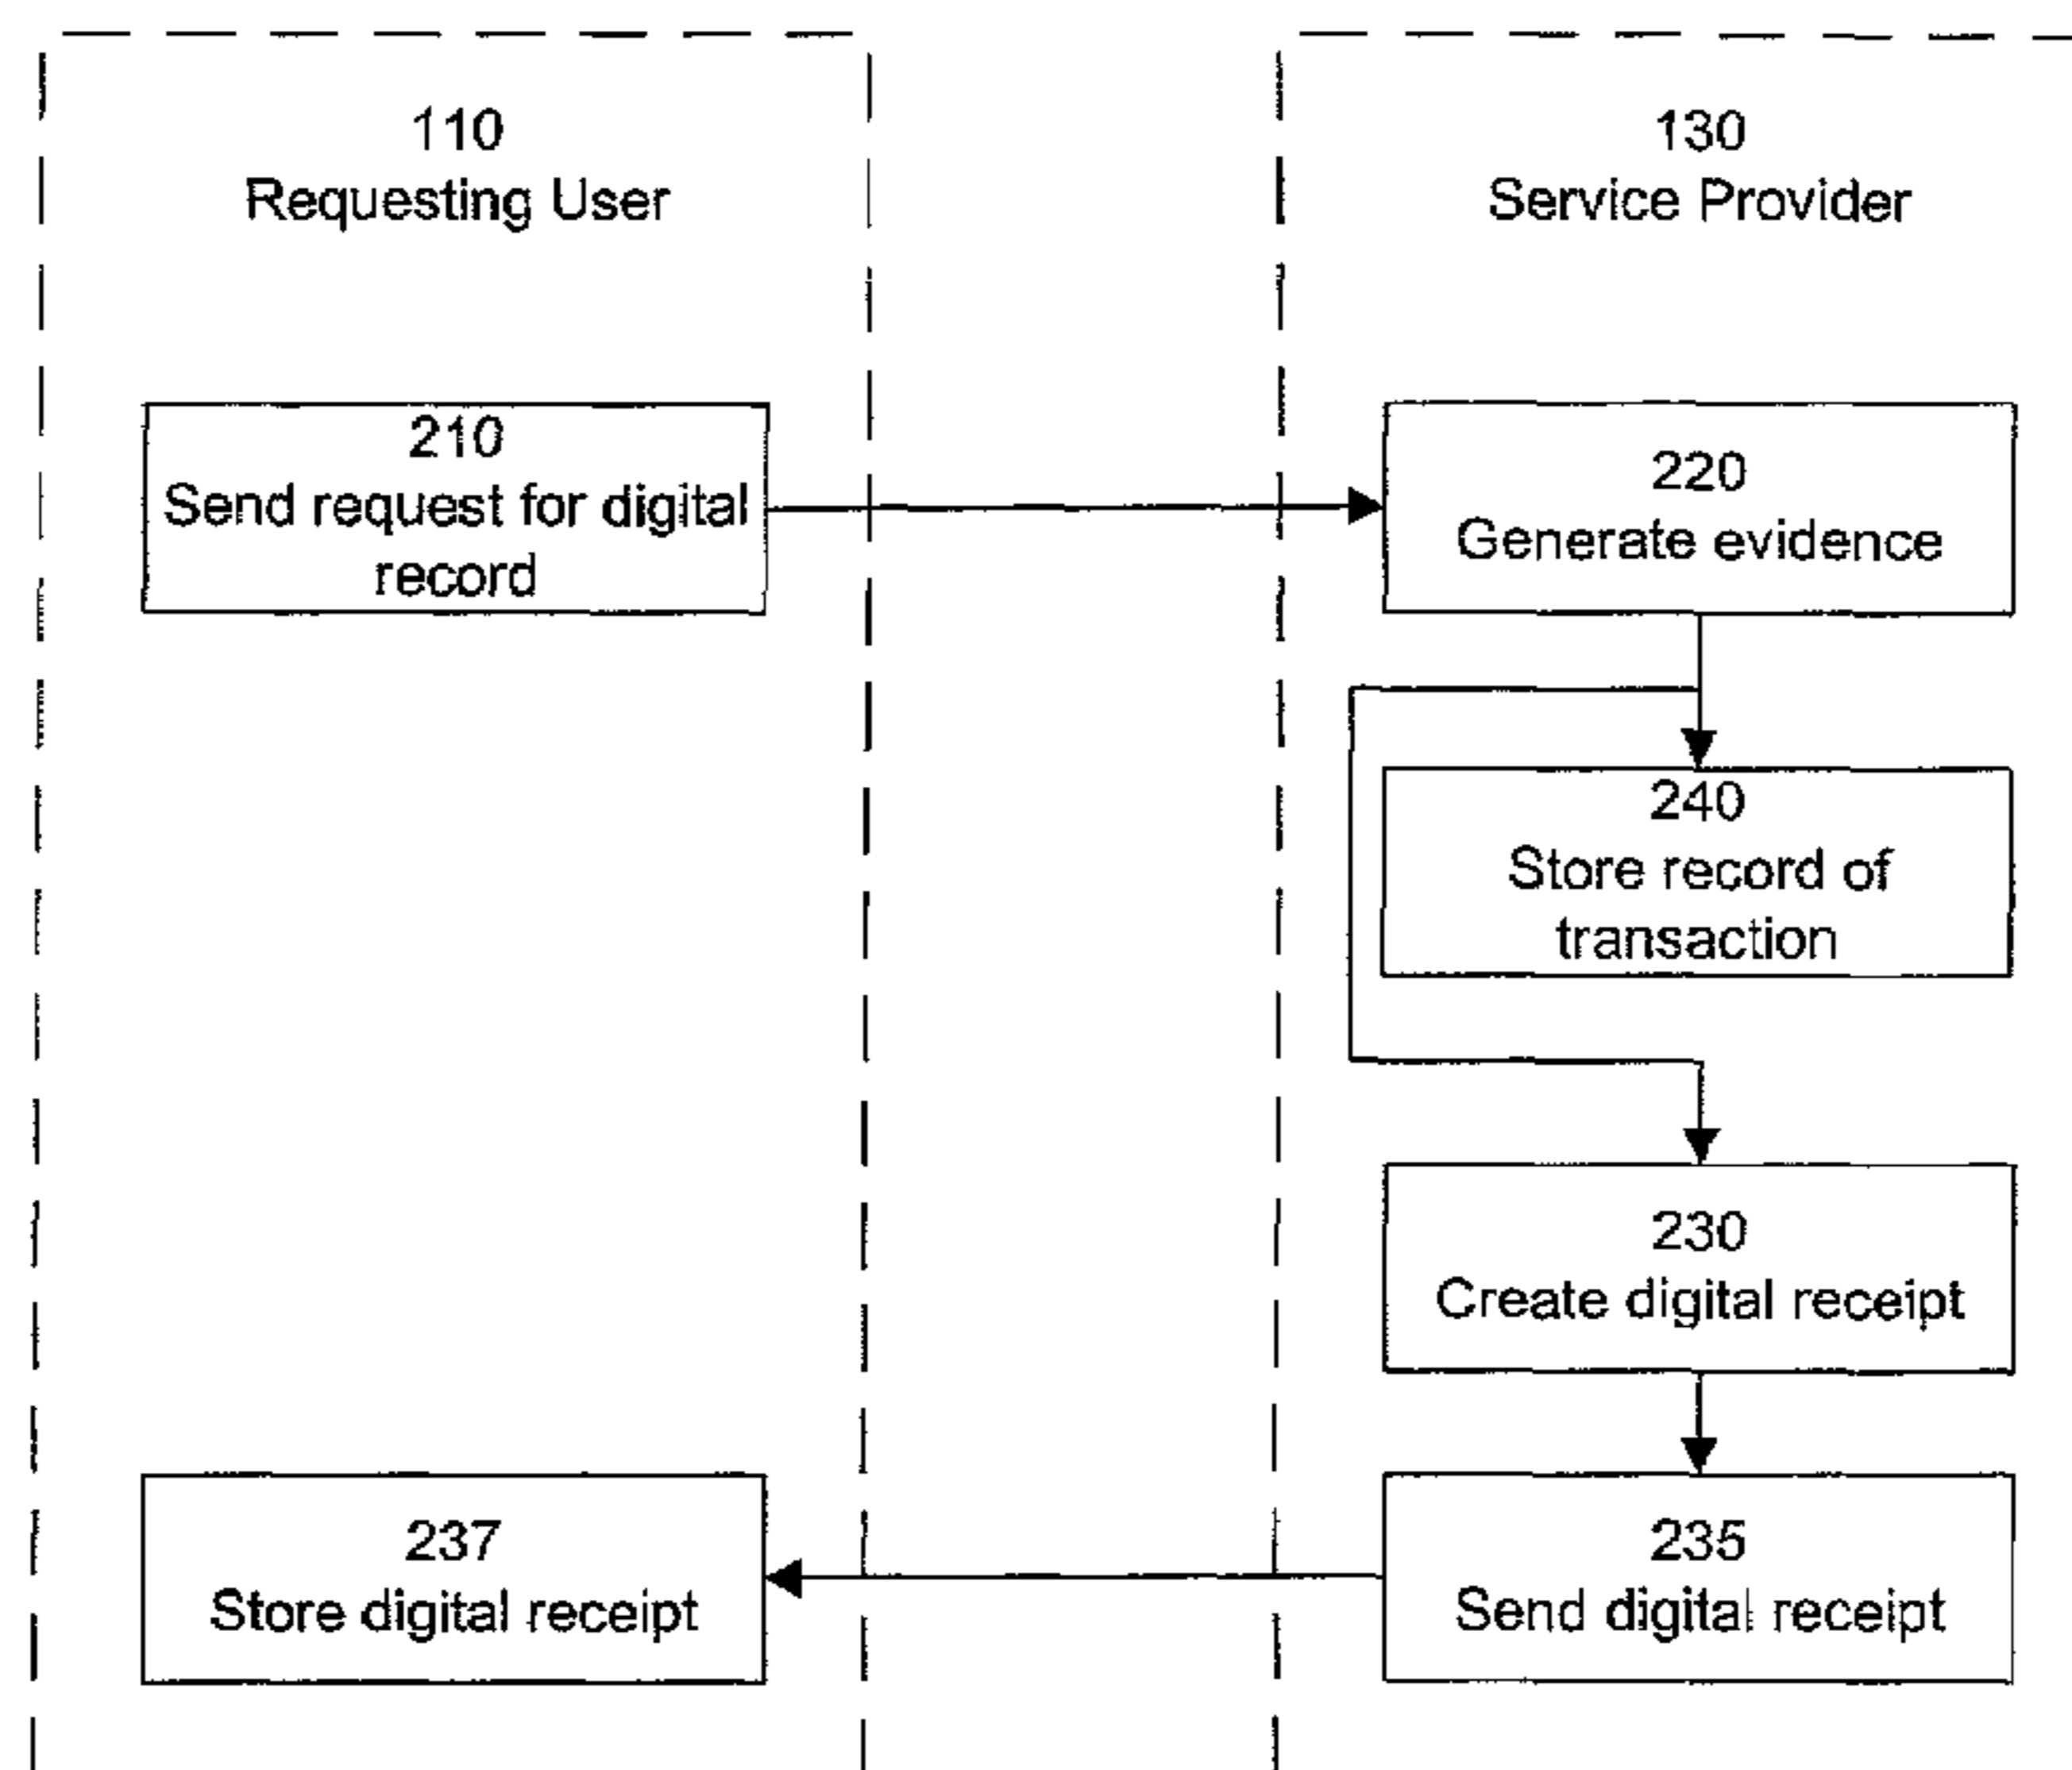 110
Requesting User
130
Service Provider
210
Send request for digital
record
220
Generate evidence
240
Store record of
transaction
230
Create digital receipt
237
Store digital receipt
235
Send digital receipt